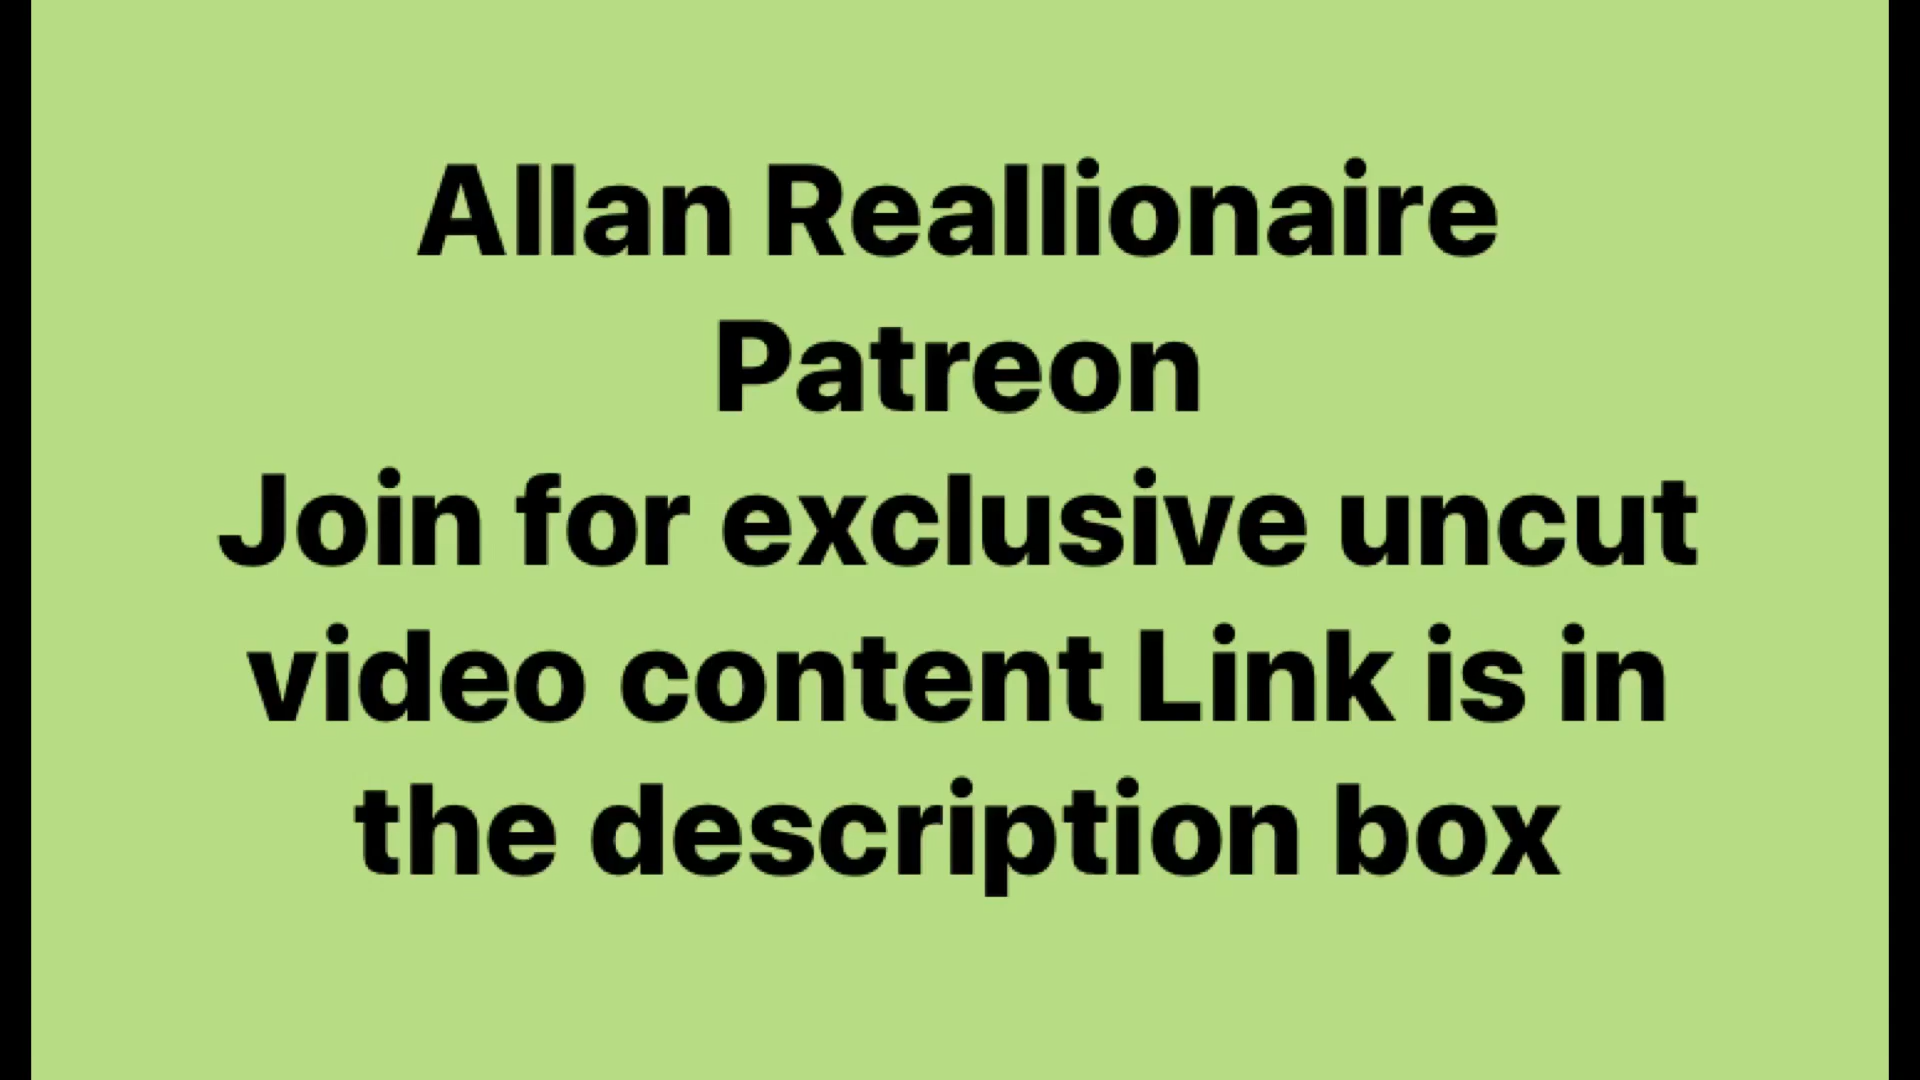 Allan Reallionaire
Patreon
Join for exclusive uncut
video content Link is in
the description box